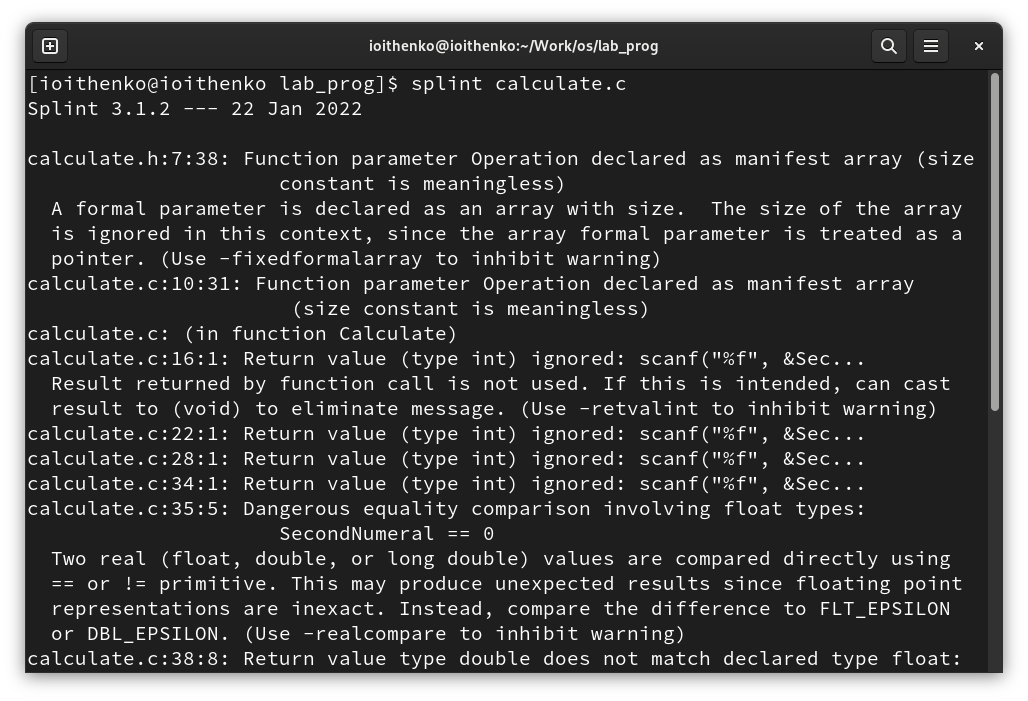 ioithenko@ioithenko:~/Work/os/lab_prog
[ioithenko@ioithenko lab_prog]$ splint calculate.c
Splint 3.1.2 --- 22 Jan 2022
calculate.h:7:38: Function parameter Operation declared as manifest array (size
constant is meaningless)
A formal parameter is declared as an array with size.  The size of the array
is ignored in this context, since the array formal parameter is treated as a
pointer. (Use -fixedformalarray to inhibit warning)
calculate.c:10:31: Function parameter Operation declared as manifest array
(size constant is meaningless)
calculate.c: (in function Calculate)
calculate.c:16:1: Return value (type int) ignored: scanf("%f", &Sec...
Result returned by function call is not used. If this is intended, can cast
result to (void) to eliminate message. (Use -retvalint to inhibit warning)
calculate.c:22:1: Return value (type int) ignored: scanf("%f", &Sec...
calculate.c:28:1: Return value (type int) ignored: scanf("%f", &Sec...
calculate.c:34:1: Return value (type int) ignored: scanf("%f", &Sec...
calculate.c:35:5: Dangerous equality comparison involving float types:
SecondNumeral == 0
Two real (float, double, or long double) values are compared directly using
== or != primitive. This may produce unexpected results since floating point
representations are inexact. Instead, compare the difference to FLT_EPSILON
or DBL_EPSILON. (Use -realcompare to inhibit warning)
calculate.c:38:8: Return value type double does not match declared type float: